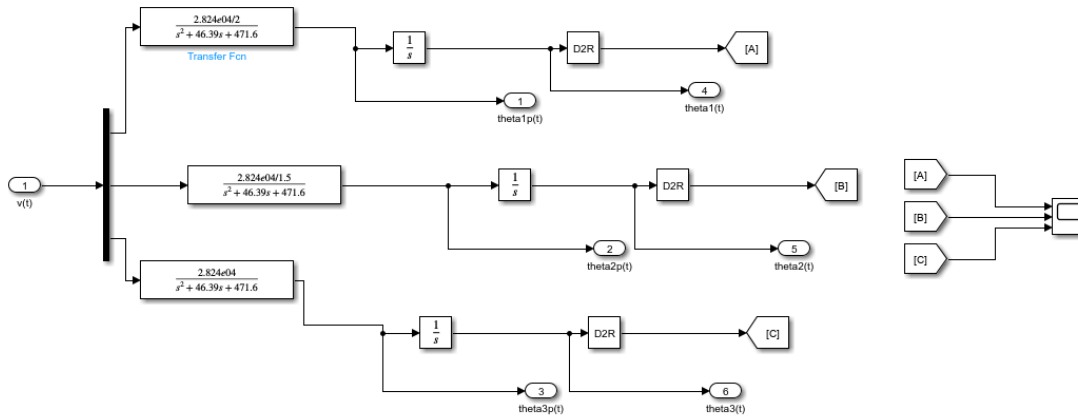 2.824e04/2
s² + 46.39s + 471.6
Transfer Fcn
1
s
D2R
[A]
1
theta1p(t)
4
theta1(t)
1
v(t)
2.824e04/1.5
s² + 46.39s + 471.6
1
s
D2R
[B]
2
theta2p(t)
5
theta2(t)
[A]
[B]
[C]
2.824e04
s² + 46.39s + 471.6
1
s
D2R
[C]
3
theta3p(t)
6
theta3(t)